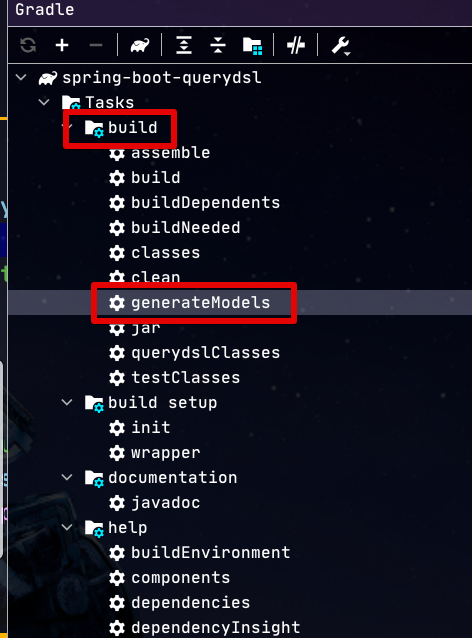 Gradle
spring-boot-querydsl
Tasks
build
assemble
build
buildDependents
buildNeeded
classes
clean
generateModels
jar
querydslClasses
testClasses
build setup
init
wrapper
documentation
javadoc
help
buildEnvironment
components
dependencies
dependencyInsight